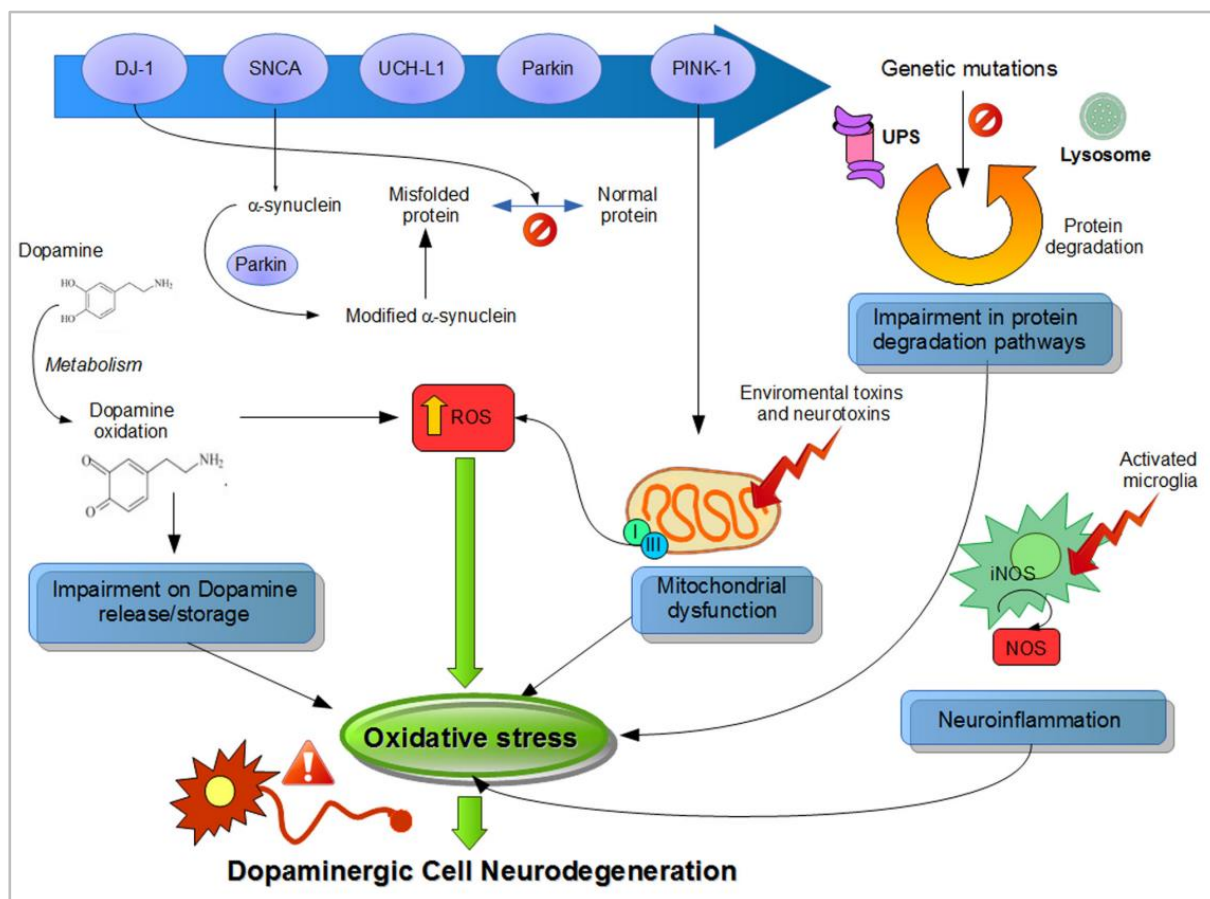 DJ-1
SNCA
UCH-L1
Parkin
PINK-1
Genetic mutations
UPS
Lysosome
Protein
degradation
α-synuclein
Misfolded
protein
Normal
protein
Parkin
Modified α-synuclein
Dopamine
HO
HO
NH2
Metabolism
Dopamine
oxidation
O
O
NH2
.
ROS
Impairment in protein
degradation pathways
Enviromental toxins
and neurotoxins
I
III
Activated
microglia
iNOS
NOS
Impairment on Dopamine
release/storage
Mitochondrial
dysfunction
Neuroinflammation
Oxidative stress
!
Dopaminergic Cell Neurodegeneration